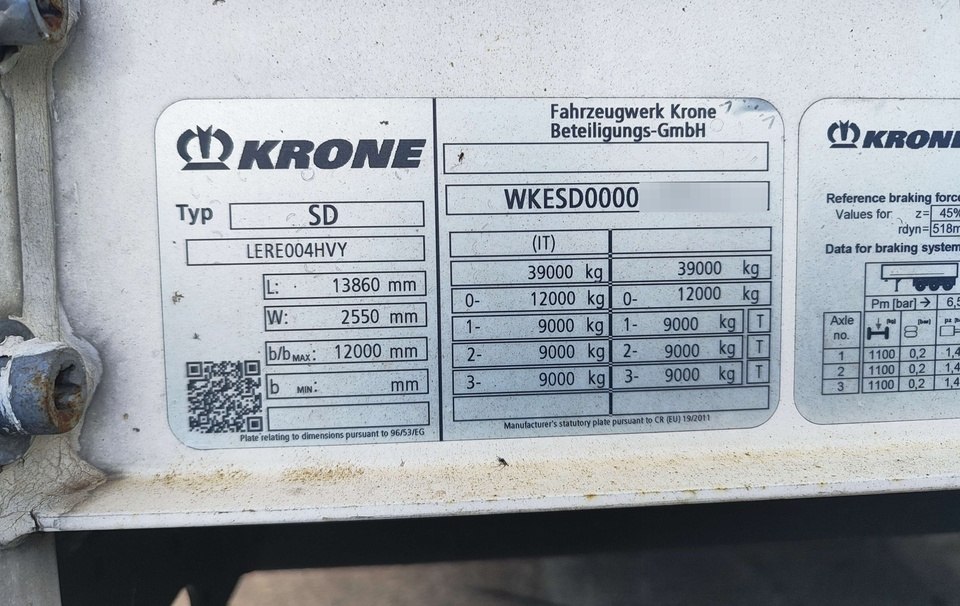 KRONE
Typ SD
LERE004HVY
L: 13860 mm
W: 2550 mm
b/b MAX: 12000 mm
b MIN: mm
Plate relating to dimensions pursuant to 96/53/EG
Fahrzeugwerk Krone
Beteiligungs-GmbH
WKESD0000
(IT)
39000 kg 39000 kg
0- 12000 kg 0- 12000 kg
1- 9000 kg 1- 9000 kg T
2- 9000 kg 2- 9000 kg T
3- 9000 kg 3- 9000 kg T
Manufacturer's statutory plate pursuant to CR (EU) 19/2011
KRONE
Reference braking force
Values for z= 45%
rdyn= 518m
Data for braking system
Pm [bar] → 6,5
Axle no.
1 1100 0,2 1,4
2 1100 0,2 1,4
3 1100 0,2 1,4